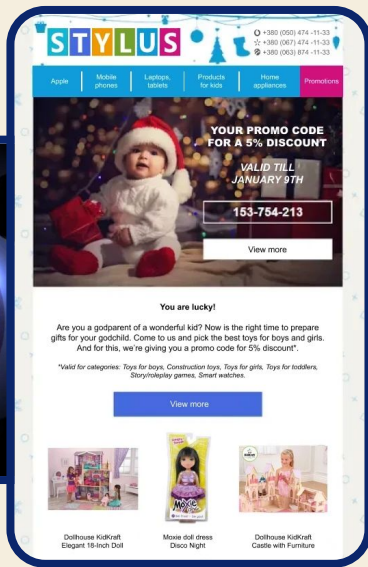 STYLUS
+380 (050) 474 -11-33
+380 (067) 474 -11-33
+380 (063) 874 -11-33
Apple
Mobile
phones
Laptops,
tablets
Products
for kids
Home
appliances
Promotions
YOUR PROMO CODE
FOR A 5% DISCOUNT
VALID TILL
JANUARY 9TH
153-754-213
View more
You are lucky!
Are you a godparent of a wonderful kid? Now is the right time to prepare
gifts for your godchild. Come to us and pick the best toys for boys and girls.
And for this, we're giving you a promo code for 5% discount*.
*Valid for categories: Toys for boys, Construction toys, Toys for girls, Toys for toddlers,
Story/roleplay games, Smart watches.
View more
Moxie
KidKraft
Dollhouse KidKraft
Elegant 18-Inch Doll
Moxie doll dress
Disco Night
Dollhouse KidKraft
Castle with Furniture